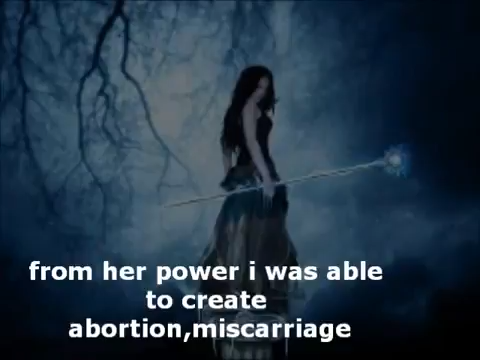 from her power i was able
to create
abortion,miscarriage